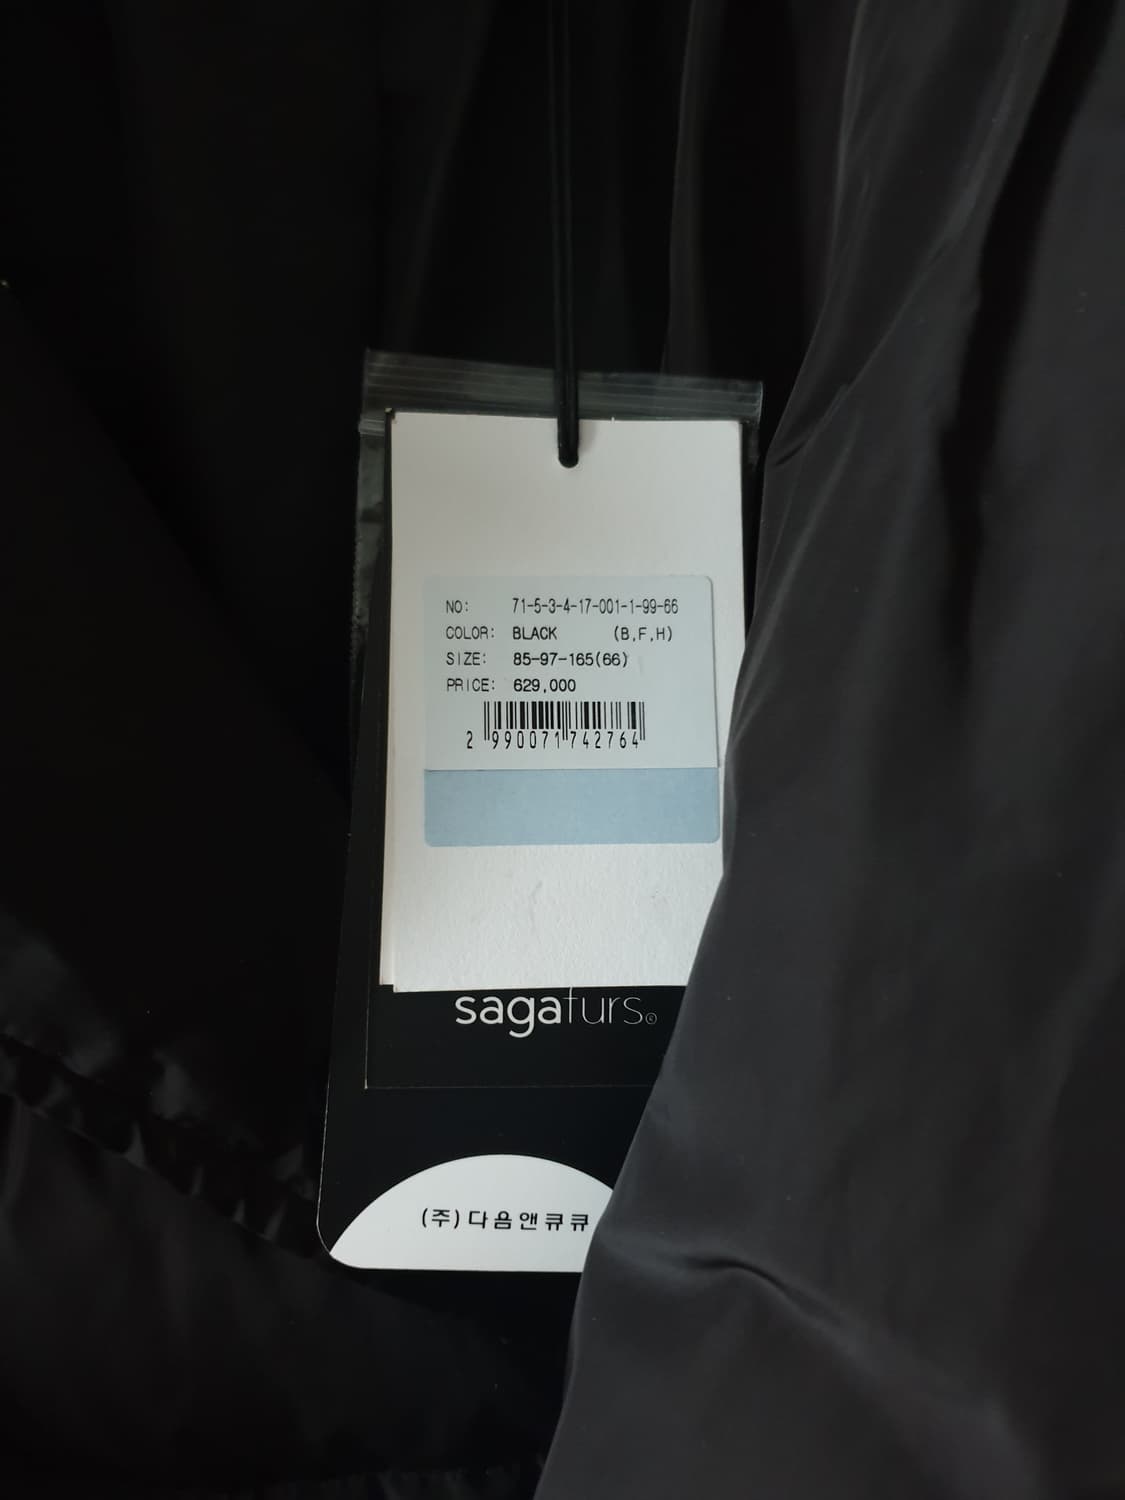 NO: 71-5-3-4-17-001-1-99-66
COLOR: BLACK (B,F,H)
SIZE: 85-97-165(66)
PRICE: 629,000
2 990071 742764
sagafurs®
(주)다음앤큐큐